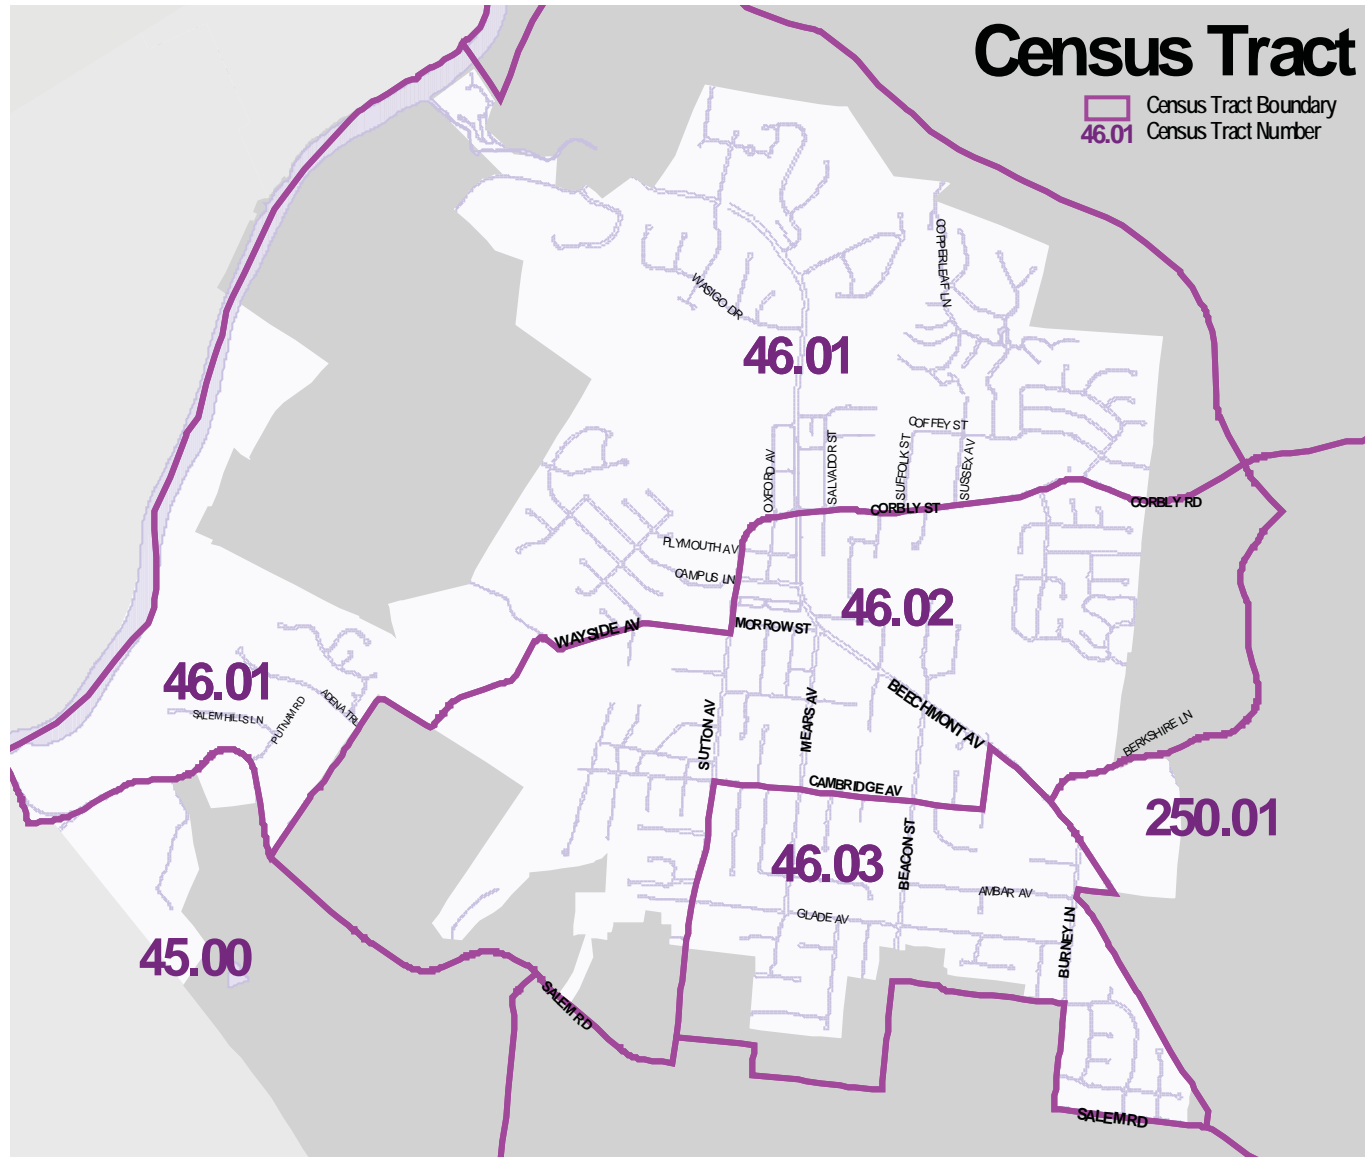 Census Tract
Census Tract Boundary
46.01 Census Tract Number
COPPERLEAF LN
WASIGO DR
46.01
COFFEY ST
OXFORD AV
SALVADOR ST
SUFFOLK ST
SUSSEX AV
CORBLY ST
CORBLY RD
PLYMOUTH AV
CAMPUS LN
46.02
WAYSIDE AV
MORROW ST
46.01
SALEM HILLS LN
PUTNAM RD
ADENA TRL
SUTTON AV
MEARS AV
BEECHMONT AV
BERKSHIRE LN
CAMBRIDGE AV
250.01
46.03
BEACON ST
AMBAR AV
GLADE AV
BURNEY LN
45.00
SALEM RD
SALEM RD